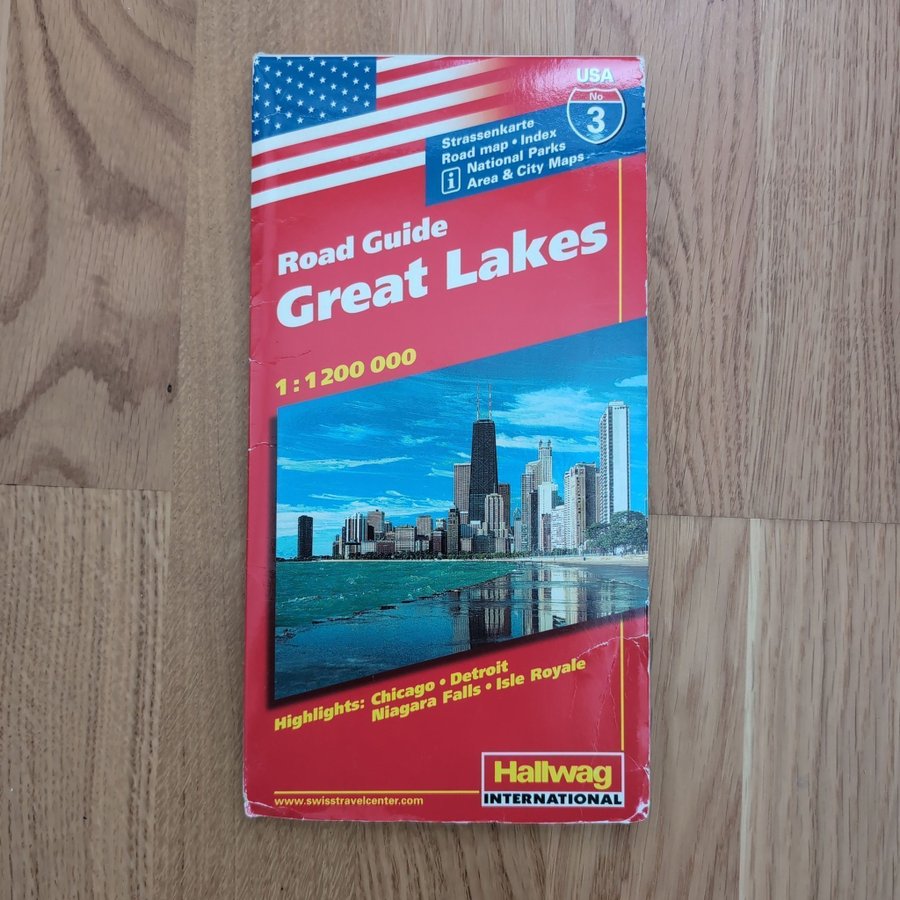 USA
No
3
Strassenkarte
Road map • Index
i National Parks
Area & City Maps
Road Guide
Great Lakes
1:1 200 000
Highlights: Chicago • Detroit
Niagara Falls • Isle Royale
Hallwag
INTERNATIONAL
www.swisstravelcenter.com